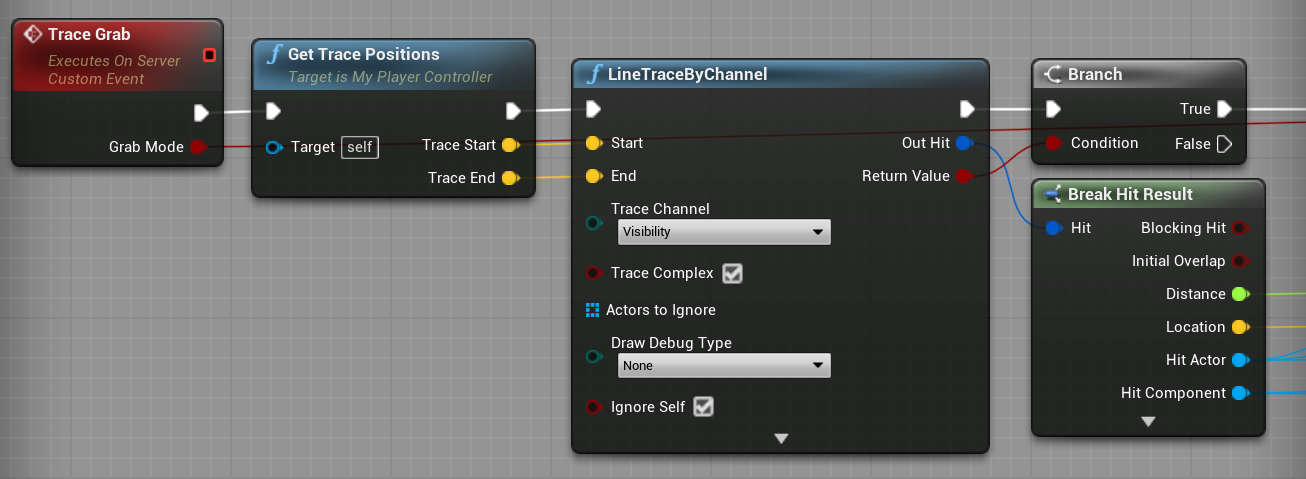 Trace Grab
Executes On Server
Custom Event
Grab Mode
f Get Trace Positions
Target is My Player Controller
Target self
Trace Start
Trace End
f LineTraceByChannel
Start
Out Hit
End
Return Value
Trace Channel
Visibility
Trace Complex
Actors to Ignore
Draw Debug Type
None
Ignore Self
Branch
True
Condition
False
Break Hit Result
Hit
Blocking Hit
Initial Overlap
Distance
Location
Hit Actor
Hit Component